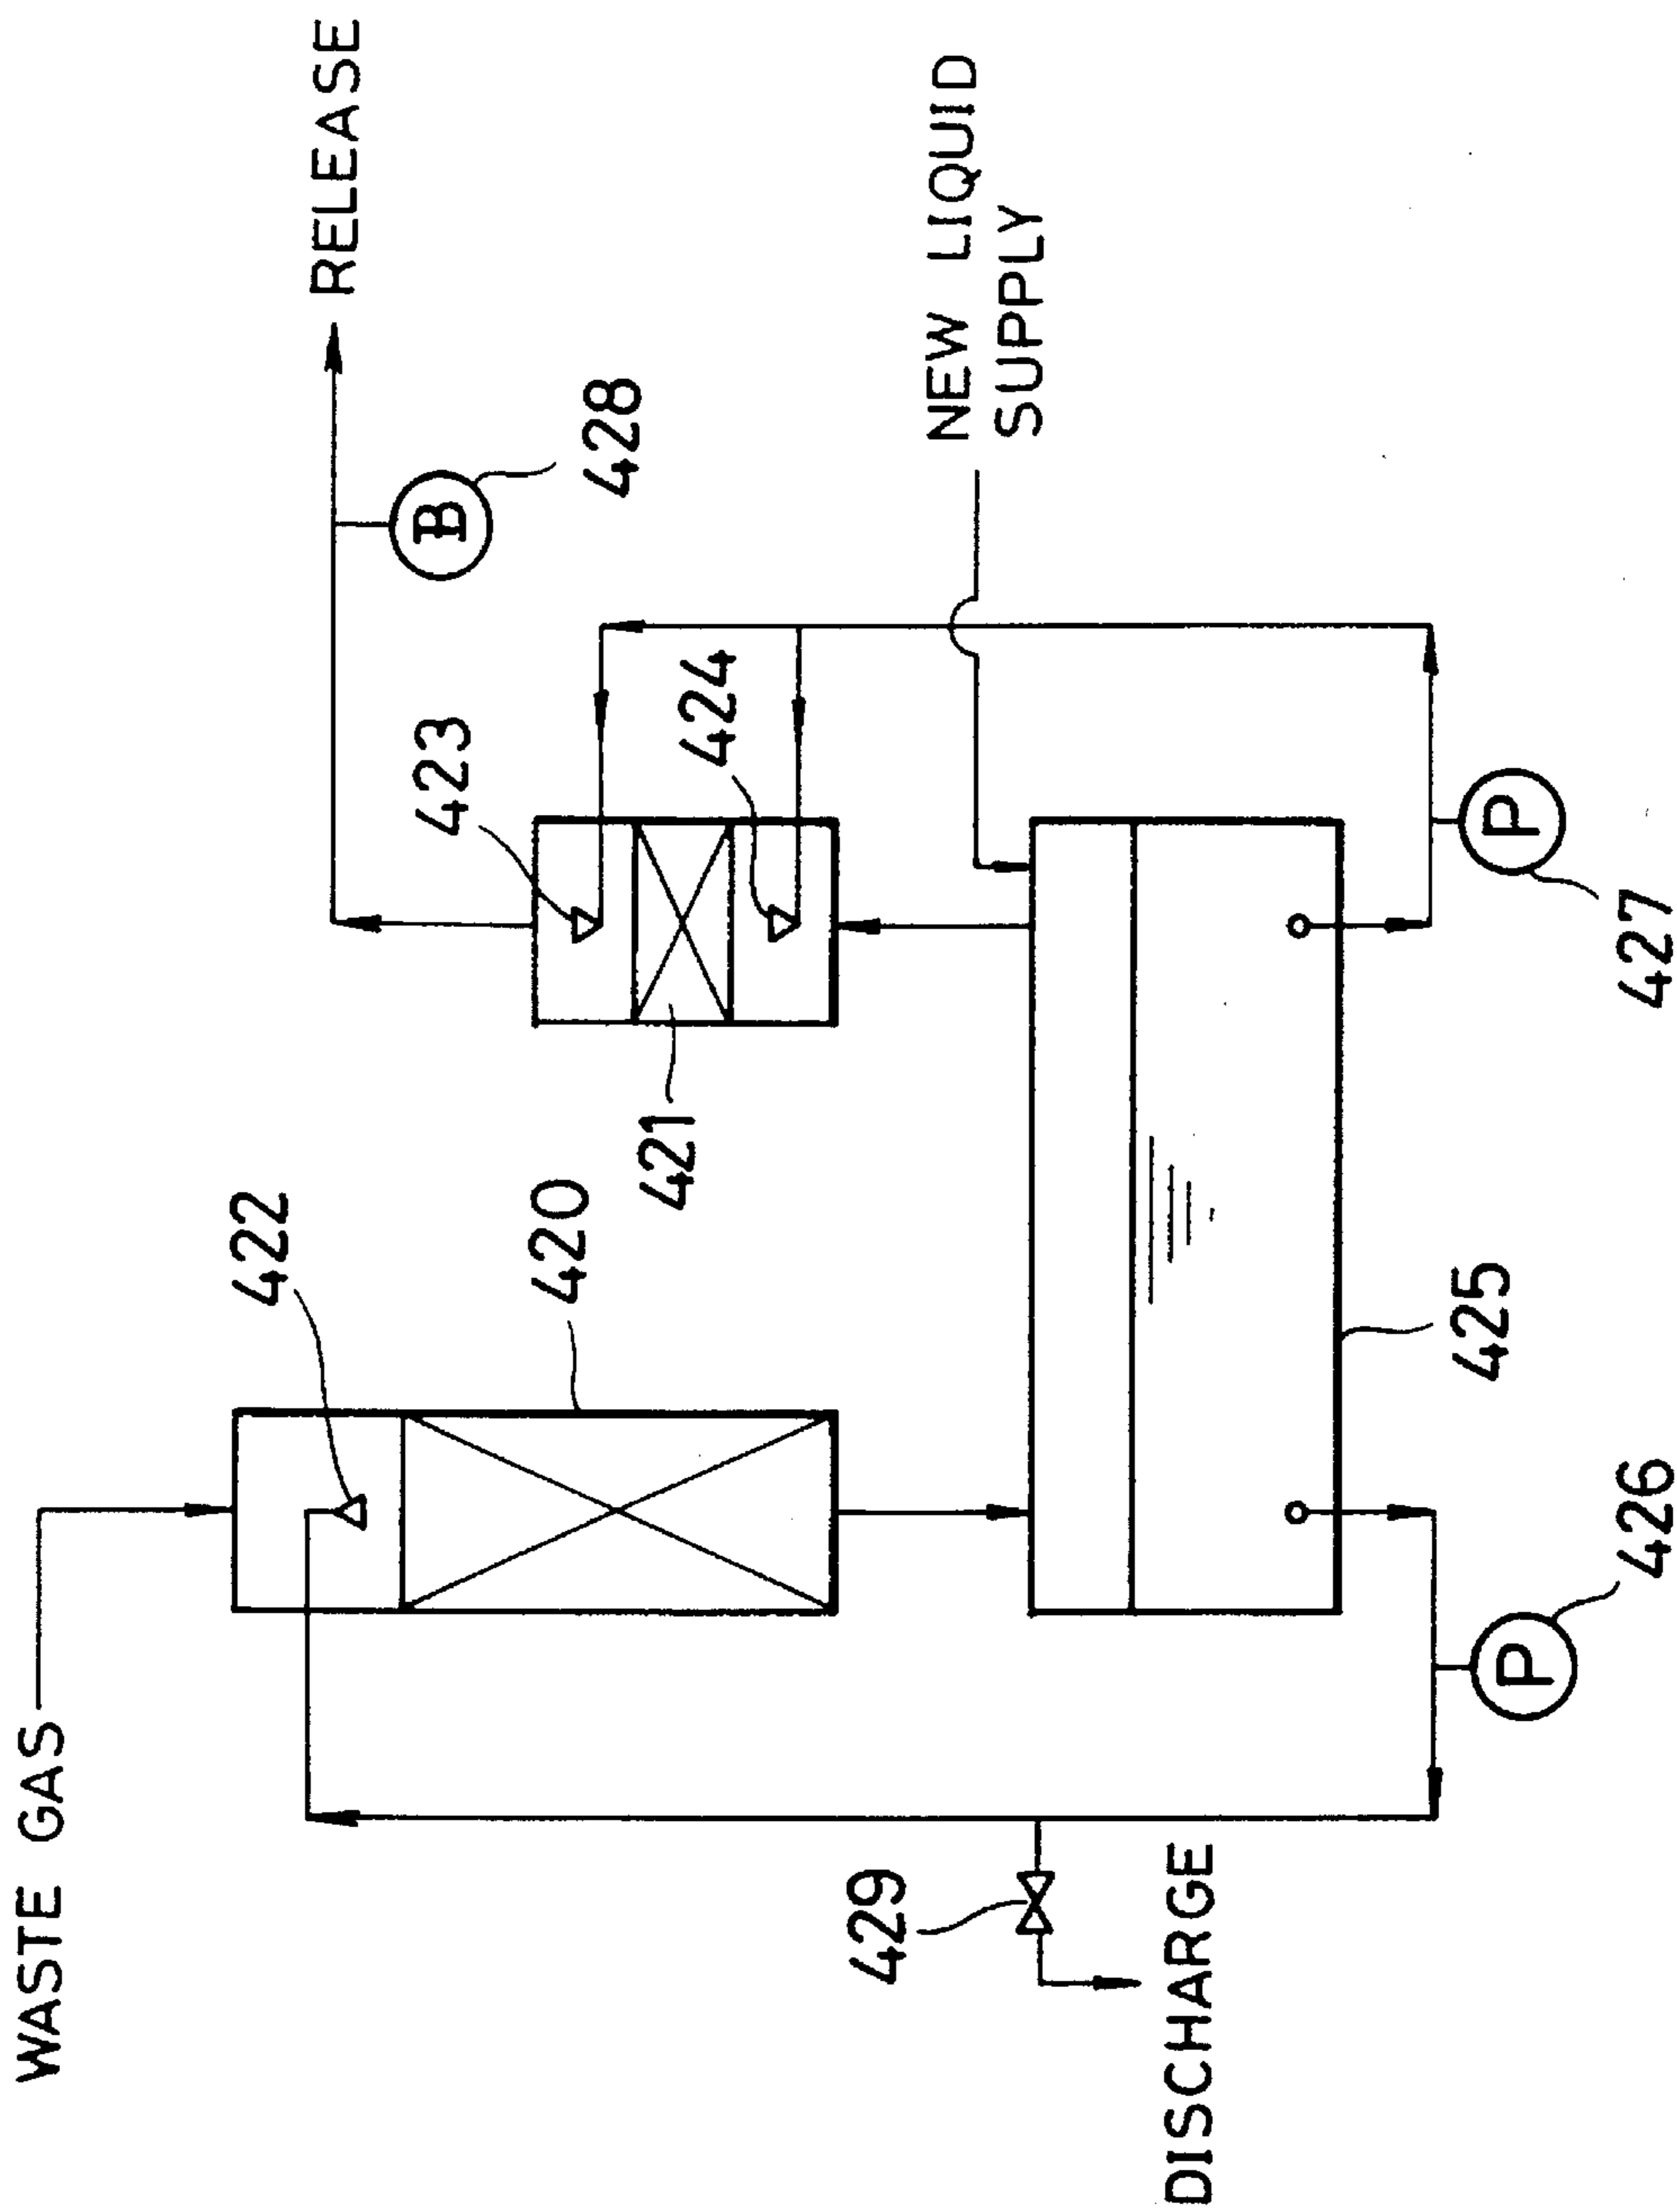 WASTE GAS
422
420
421
423
424
B
428
RELEASE
NEW LIQUID
SUPPLY
429
DISCHARGE
425
P
426
P
427